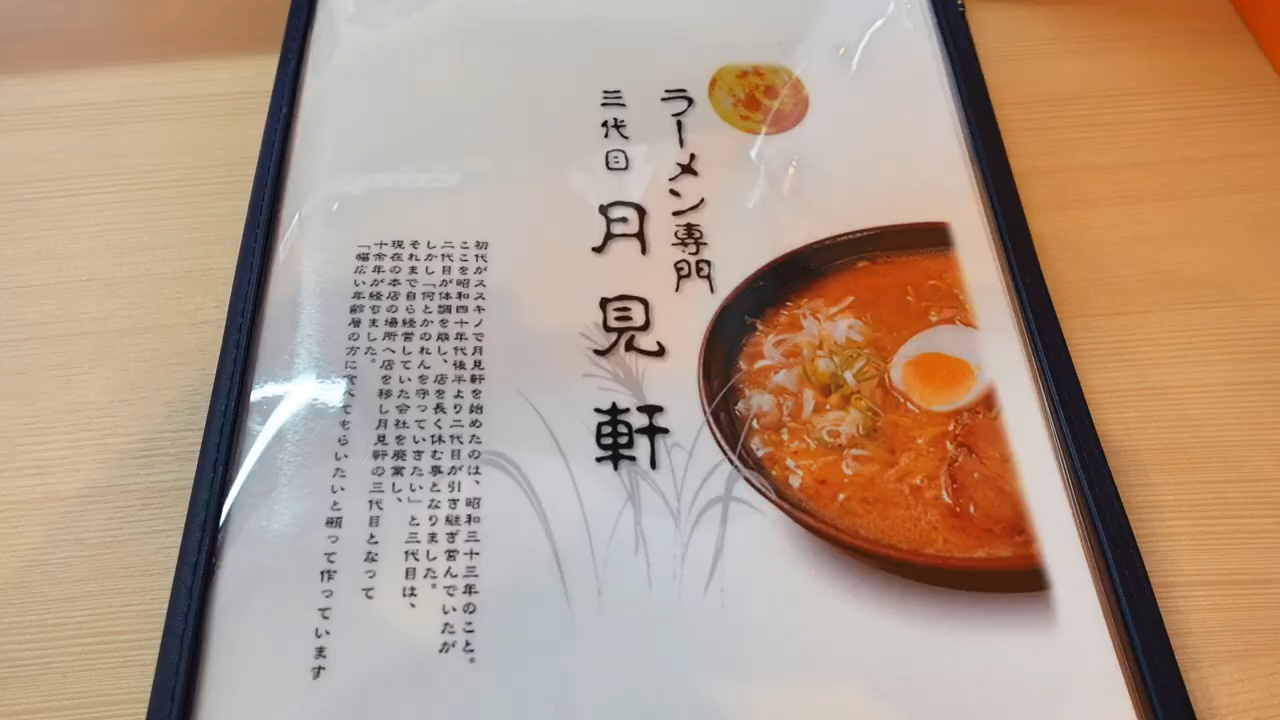 ラーメン専門
三代目 月見軒
初代がススキノで月見軒を始めたのは、昭和三十三年のこと。
ここを昭和四十年代後半より二代目が引き継ぎ営んでいたが
二代目が体調を崩し、店を長く休む事となりました。
しかし「何とかのれんを守っていきたい」と三代目は、
それまで自ら経営していた会社を廃業し、
現在の本店の場所へ店を移し月見軒の三代目となって
十余年が経ちました。
「幅広い年齢層の方に食べてもらいたいと願って作っています